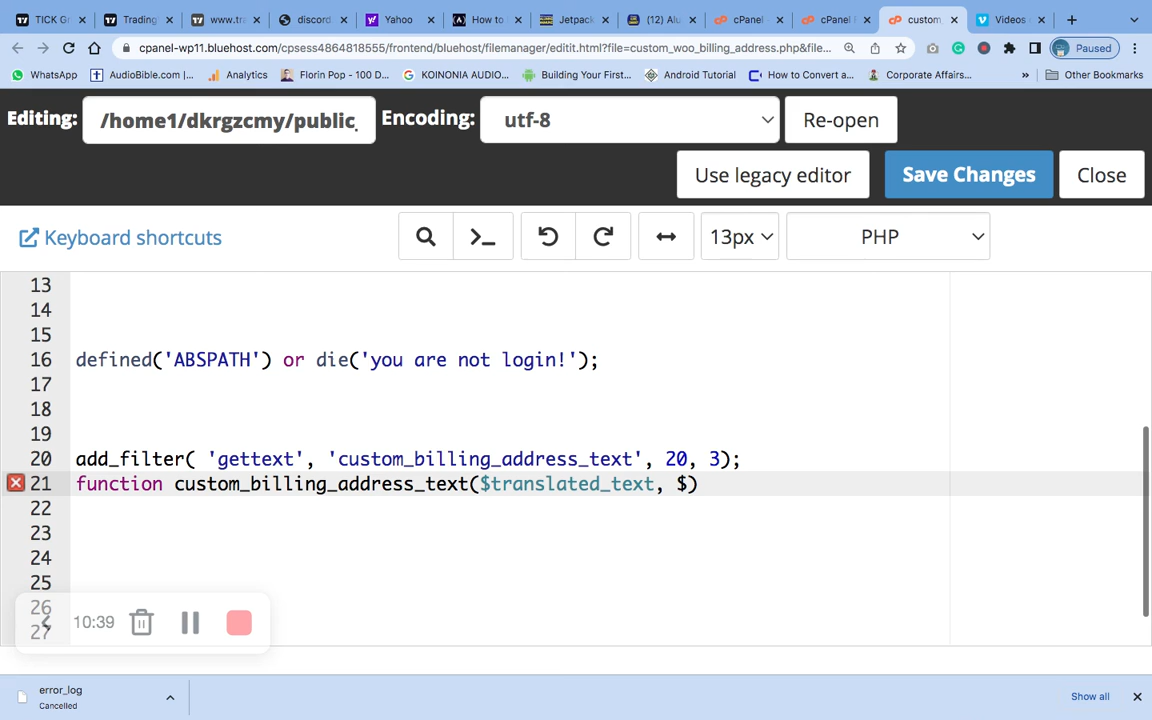 TICK Gr
Trading
www.tra
discord
Yahoo
How to
Jetpack
(12) Alu
cPanel
cPanel
custom
Videos
cpanel-wp11.bluehost.com/cpsess4864818555/frontend/bluehost/filemanager/editit.html?file=custom_woo_billing_address.php&file...
Paused
WhatsApp
AudioBible.com |...
Analytics
Florin Pop - 100 D...
KOINONIA AUDIO...
Building Your First...
Android Tutorial
How to Convert a...
Corporate Affairs...
»
Other Bookmarks
Editing: /home1/dkrgzcmy/public_ Encoding: utf-8 Re-open
Use legacy editor Save Changes Close
Keyboard shortcuts
13px
PHP
13
14
15
16 defined('ABSPATH') or die('you are not login!');
17
18
19
20 add_filter( 'gettext', 'custom_billing_address_text', 20, 3);
21 function custom_billing_address_text($translated_text, $)
22
23
24
25
26
27
10:39
error_log
Cancelled
Show all